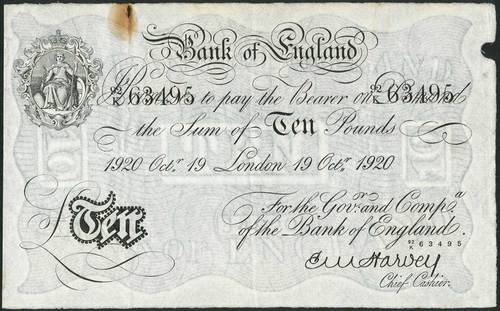 Bank of England
I Promise to pay the Bearer on Demand
92/K 63495 92/K 63495
the Sum of Ten Pounds
1920 Octr. 19 London 19 Octr. 1920
For the Govr. and Compa.
of the Bank of England.
£Ten
92/K 63495
E M Harvey
Chief Cashier.